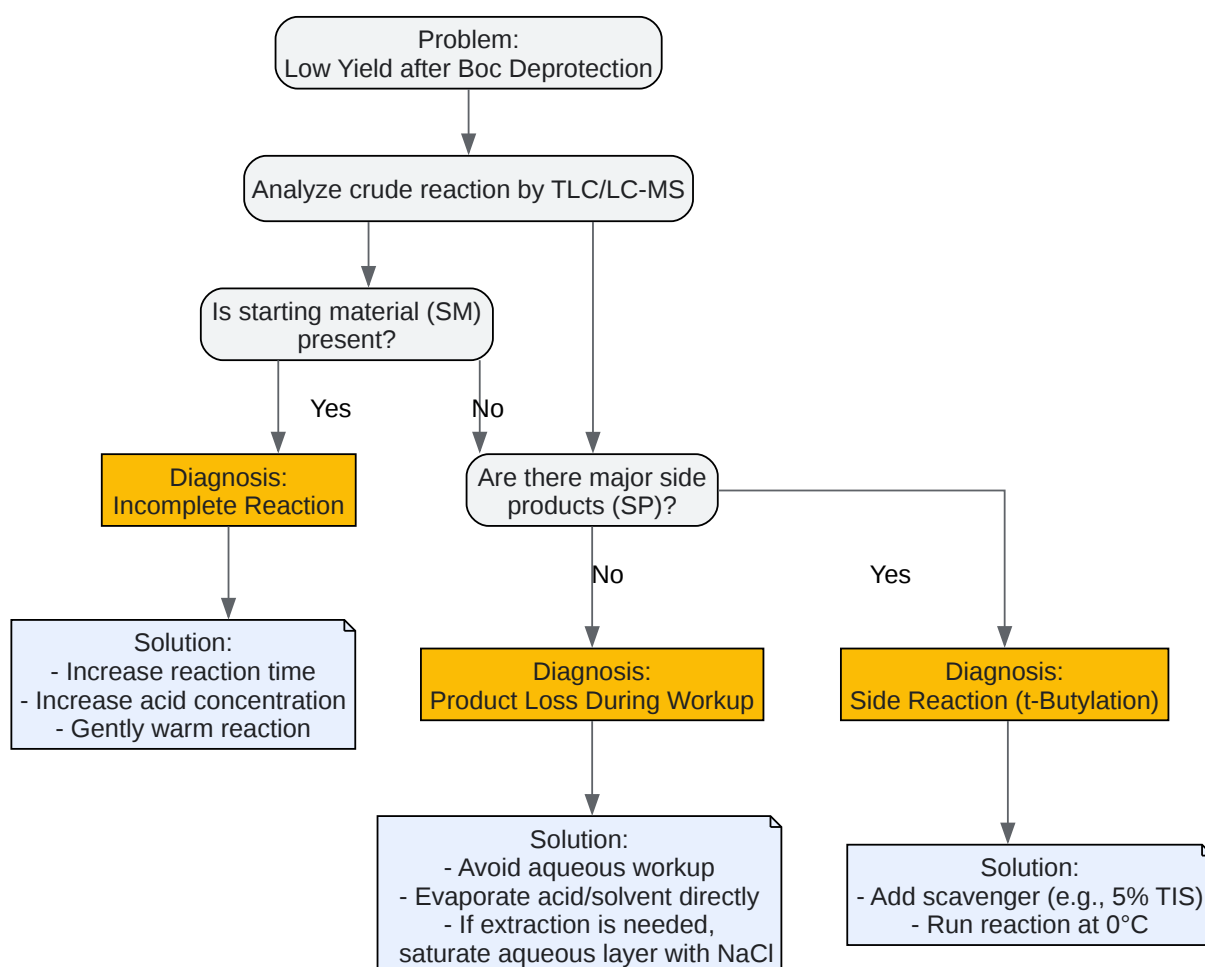 Problem:
Low Yield after Boc Deprotection
Analyze crude reaction by TLC/LC-MS
Is starting material (SM)
present?
Yes
No
Diagnosis:
Incomplete Reaction
Are there major side
products (SP)?
No
Yes
Solution:
- Increase reaction time
- Increase acid concentration
- Gently warm reaction
Diagnosis:
Product Loss During Workup
Diagnosis:
Side Reaction (t-Butylation)
Solution:
- Avoid aqueous workup
- Evaporate acid/solvent directly
- If extraction is needed,
saturate aqueous layer with NaCl
Solution:
- Add scavenger (e.g., 5% TIS)
- Run reaction at 0°C